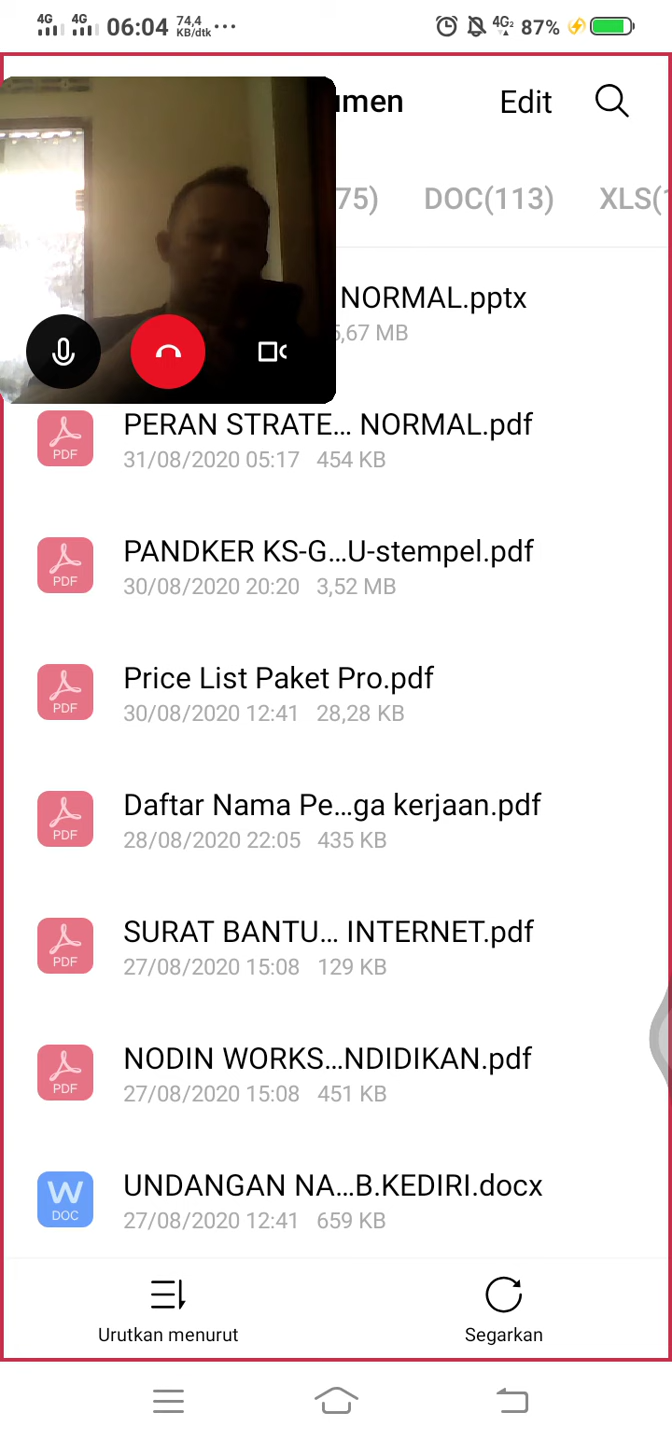 4G 4G 06:04 74,4 KB/dtk ... 4G2 87%
umen Edit
75) DOC(113) XLS(
NORMAL.pptx
,67 MB
PERAN STRATE... NORMAL.pdf
PDF
31/08/2020 05:17 454 KB
PANDKER KS-G...U-stempel.pdf
PDF
30/08/2020 20:20 3,52 MB
Price List Paket Pro.pdf
PDF
30/08/2020 12:41 28,28 KB
Daftar Nama Pe...ga kerjaan.pdf
PDF
28/08/2020 22:05 435 KB
SURAT BANTU... INTERNET.pdf
PDF
27/08/2020 15:08 129 KB
NODIN WORKS...NDIDIKAN.pdf
PDF
27/08/2020 15:08 451 KB
UNDANGAN NA...B.KEDIRI.docx
W DOC
27/08/2020 12:41 659 KB
Urutkan menurut Segarkan